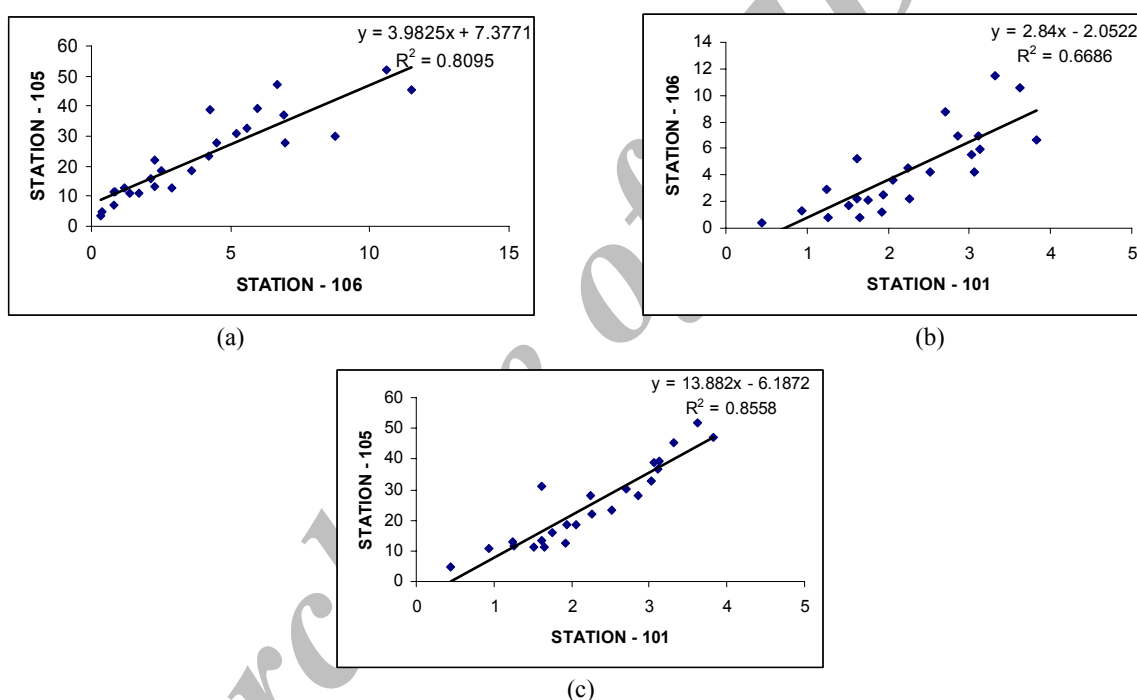 y = 3.9825x + 7.3771
R² = 0.8095
60
50
40
30
20
10
0
0 5 10 15
STATION - 105
STATION - 106
(a)
y = 2.84x - 2.0522
R² = 0.6686
14
12
10
8
6
4
2
0
0 1 2 3 4 5
STATION - 106
STATION - 101
(b)
y = 13.882x - 6.1872
R² = 0.8558
60
50
40
30
20
10
0
0 1 2 3 4 5
STATION - 105
STATION - 101
(c)
of